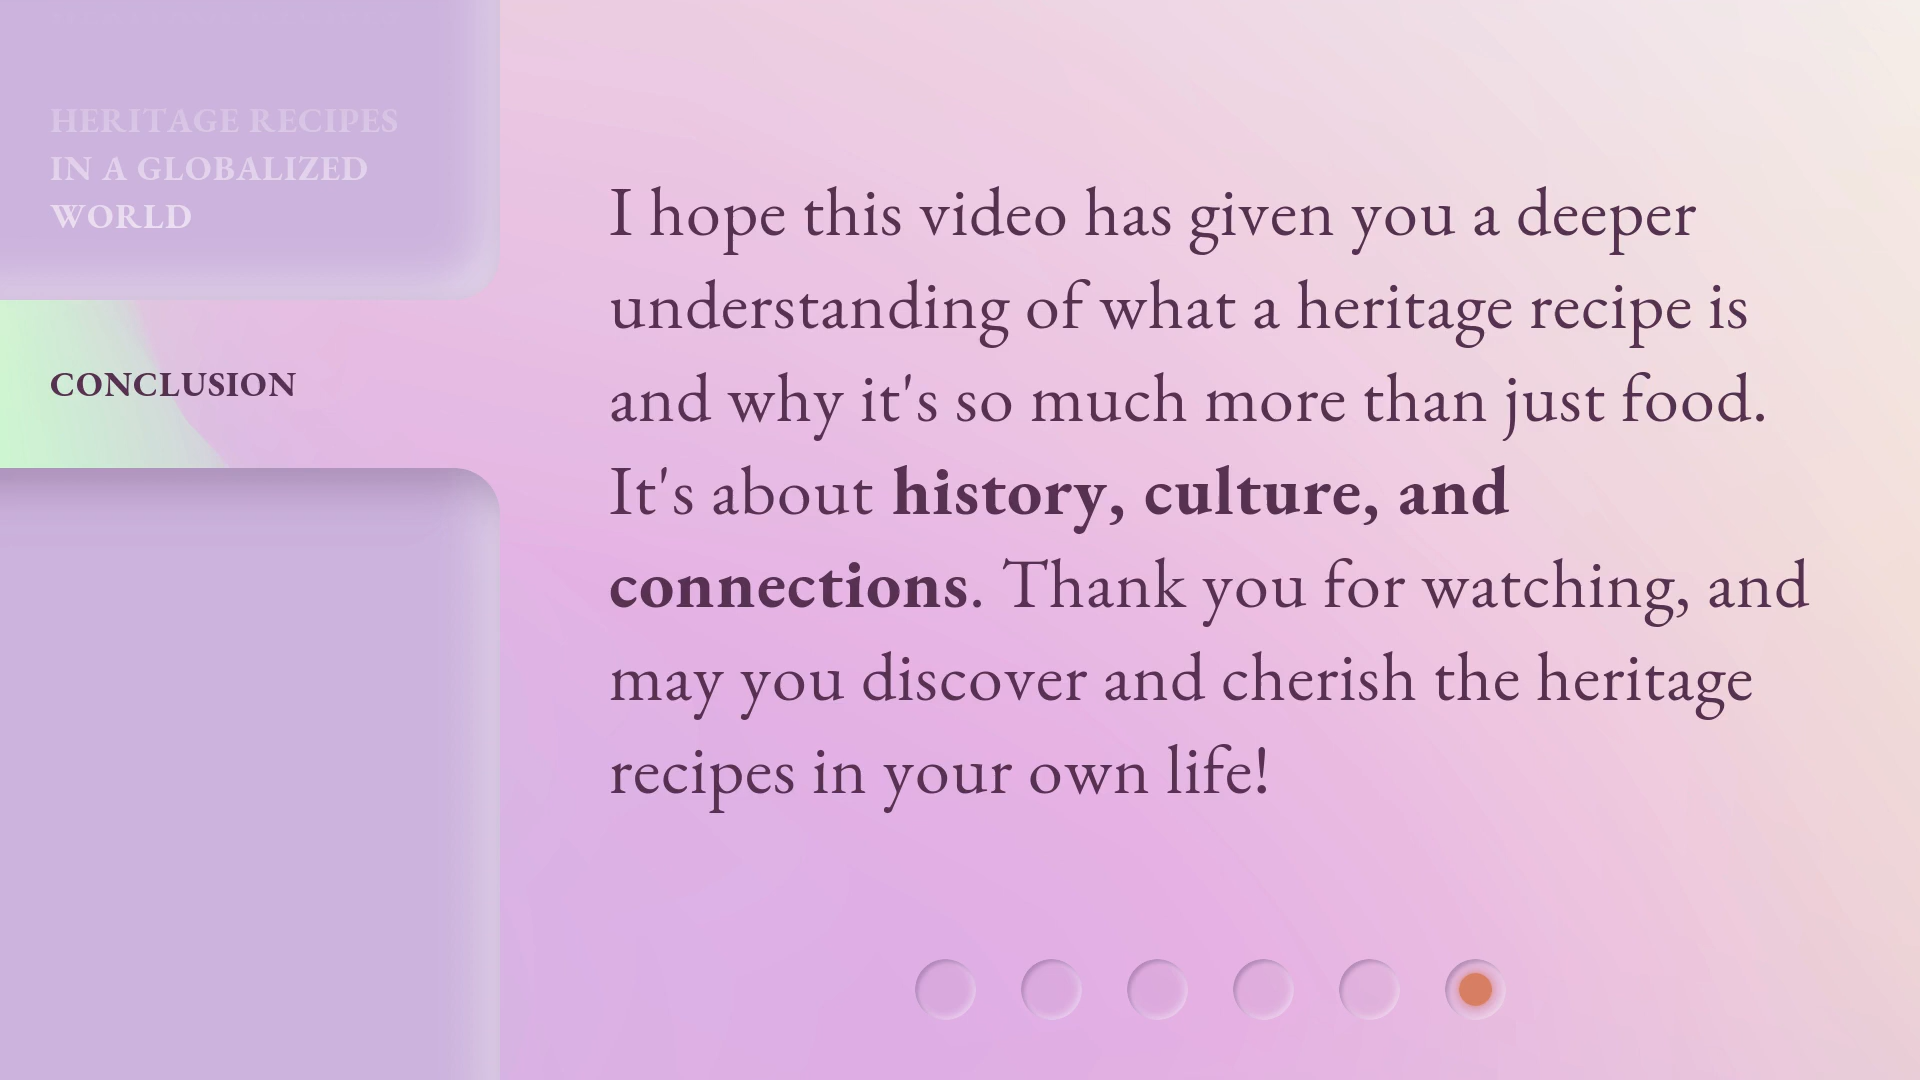 HERITAGE RECIPES
IN A GLOBALIZED
WORLD
CONCLUSION
I hope this video has given you a deeper
understanding of what a heritage recipe is
and why it's so much more than just food.
It's about history, culture, and
connections. Thank you for watching, and
may you discover and cherish the heritage
recipes in your own life!